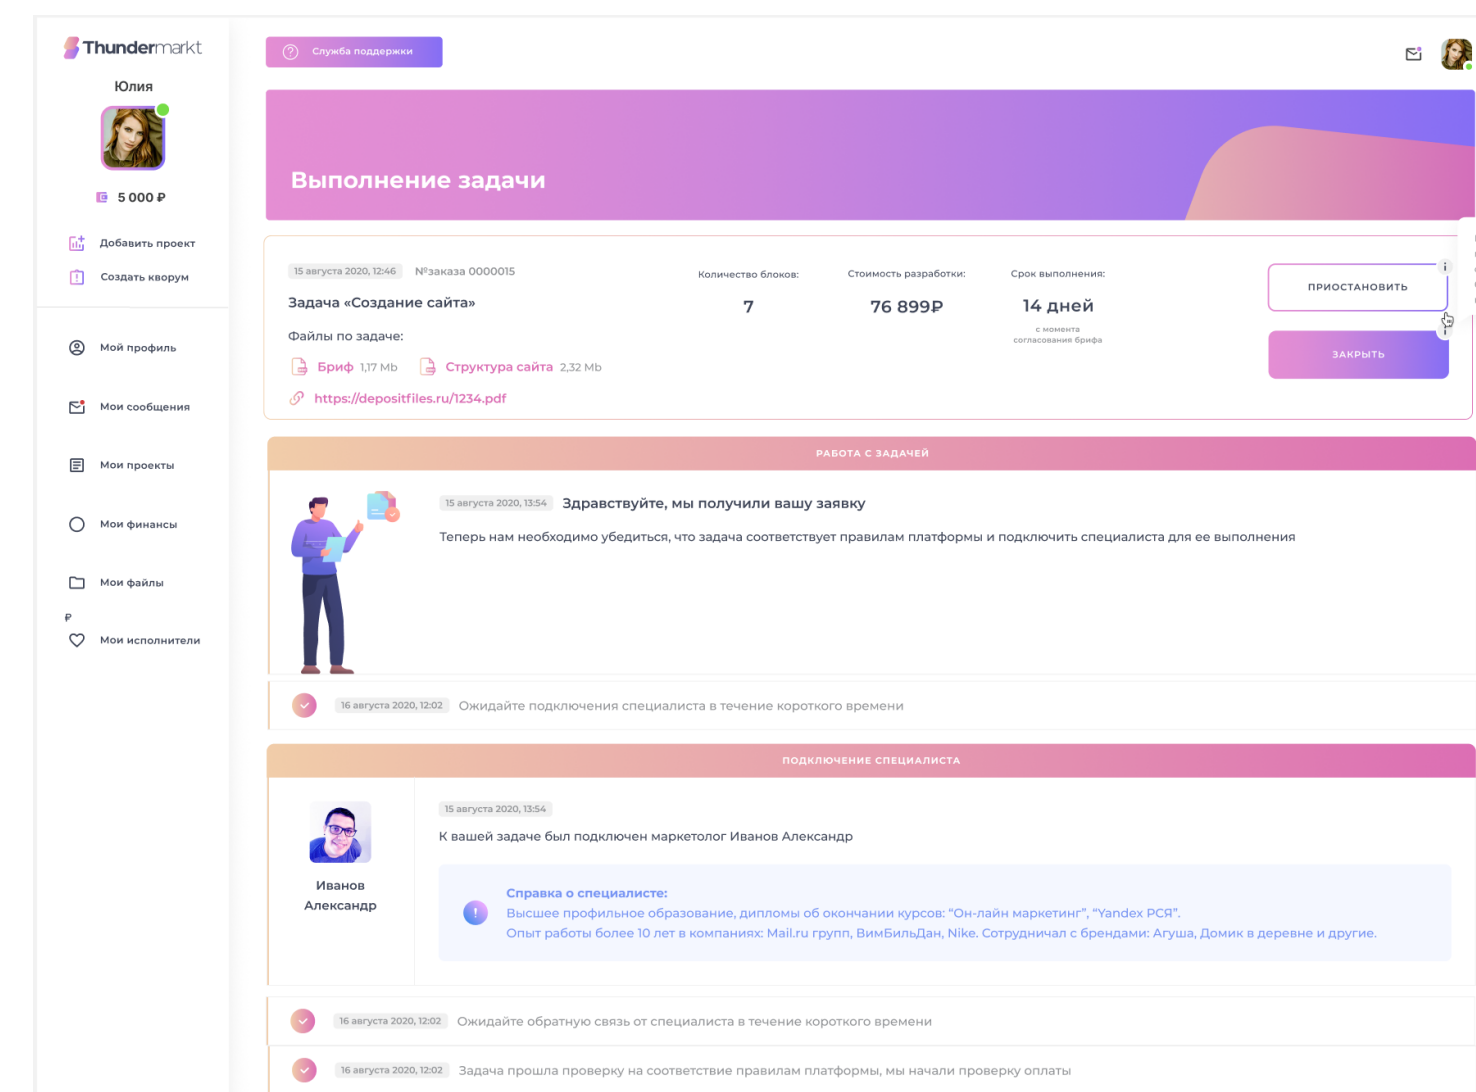 Thundermarkt
Служба поддержки
Юлия
5 000 ₽
Добавить проект
Создать кворум
Мой профиль
Мои сообщения
Мои проекты
Мои финансы
Мои файлы
₽
Мои исполнители
Выполнение задачи
15 августа 2020, 12:46 №заказа 0000015
Задача «Создание сайта»
Файлы по задаче:
Бриф 1,17 Mb Структура сайта 2,32 Mb
https://depositfiles.ru/1234.pdf
Количество блоков:
7
Стоимость разработки:
76 899₽
Срок выполнения:
14 дней
с момента
согласования брифа
ПРИОСТАНОВИТЬ
ЗАКРЫТЬ
РАБОТА С ЗАДАЧЕЙ
15 августа 2020, 13:54 Здравствуйте, мы получили вашу заявку
Теперь нам необходимо убедиться, что задача соответствует правилам платформы и подключить специалиста для ее выполнения
16 августа 2020, 12:02 Ожидайте подключения специалиста в течение короткого времени
ПОДКЛЮЧЕНИЕ СПЕЦИАЛИСТА
Иванов
Александр
15 августа 2020, 13:54
К вашей задаче был подключен маркетолог Иванов Александр
Справка о специалисте:
Высшее профильное образование, дипломы об окончании курсов: “Он-лайн маркетинг”, “Yandex РСЯ”.
Опыт работы более 10 лет в компаниях: Mail.ru групп, ВимБильДан, Nike. Сотрудничал с брендами: Агуша, Домик в деревне и другие.
16 августа 2020, 12:02 Ожидайте обратную связь от специалиста в течение короткого времени
16 августа 2020, 12:02 Задача прошла проверку на соответствие правилам платформы, мы начали проверку оплаты